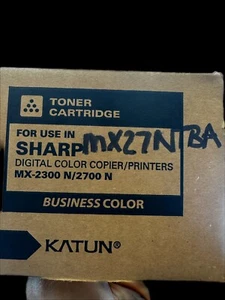 TONER
CARTRIDGE
FOR USE IN
SHARP MX27NTBA
DIGITAL COLOR COPIER/PRINTERS
MX-2300 N/2700 N
BUSINESS COLOR
KATUN®